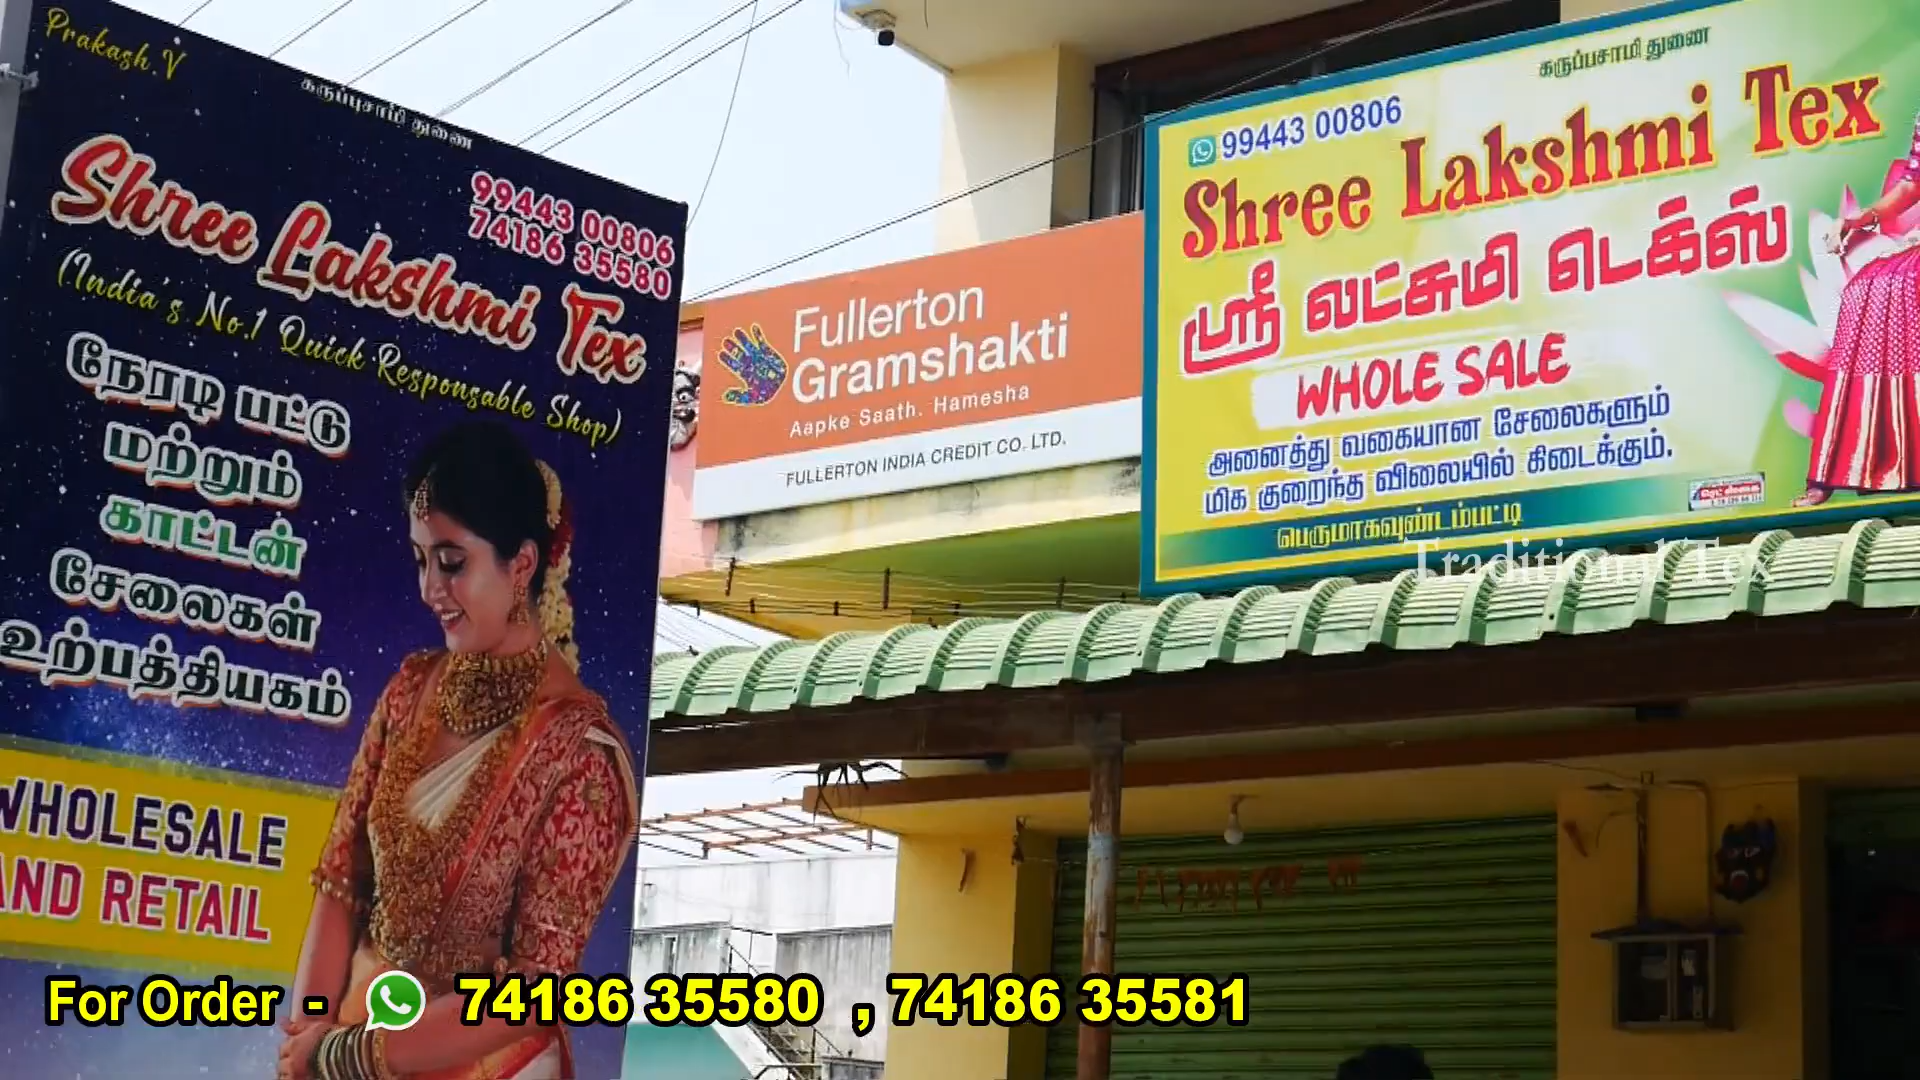 Prakash.V
கருப்புசாமி துணை
99443 00806
74186 35580
Shree Lakshmi Tex
(India's No.1 Quick Responsable Shop)
நேரடி பட்டு
மற்றும்
காட்டன்
சேலைகள்
உற்பத்தியகம்
WHOLESALE
AND RETAIL
Fullerton
Gramshakti
Aapke Saath. Hamesha
FULLERTON INDIA CREDIT CO. LTD.
கருப்பசாமி துணை
99443 00806
Shree Lakshmi Tex
ஸ்ரீ லட்சுமி டெக்ஸ்
WHOLE SALE
அனைத்து வகையான சேலைகளும்
மிக குறைந்த விலையில் கிடைக்கும்.
பெருமாகவுண்டம்பட்டி
Traditional Tex
For Order - 74186 35580 , 74186 35581